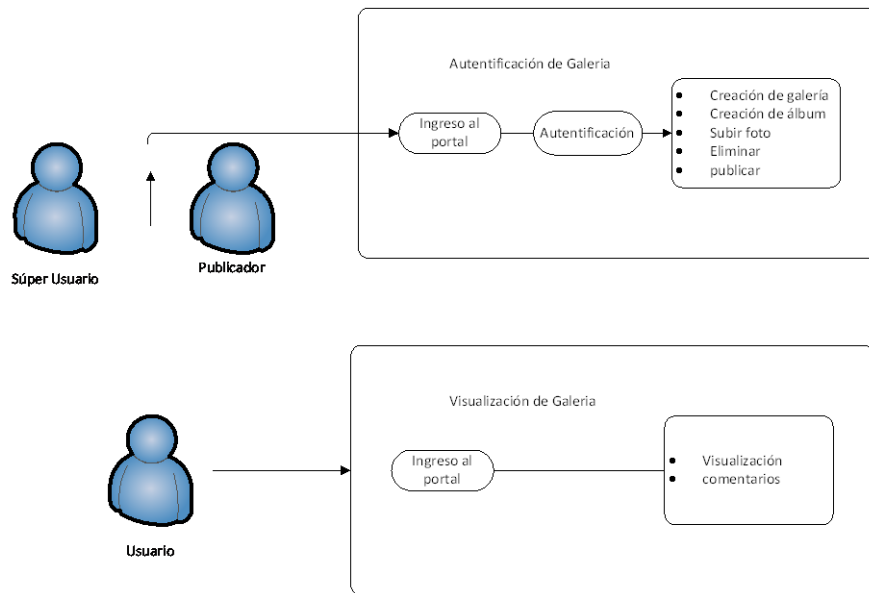 Autentificación de Galeria
Ingreso al
portal
Autentificación
Creación de galería
Creación de álbum
Subir foto
Eliminar
publicar
Súper Usuario
Publicador
Visualización de Galeria
Ingreso al
portal
Visualización
comentarios
Usuario